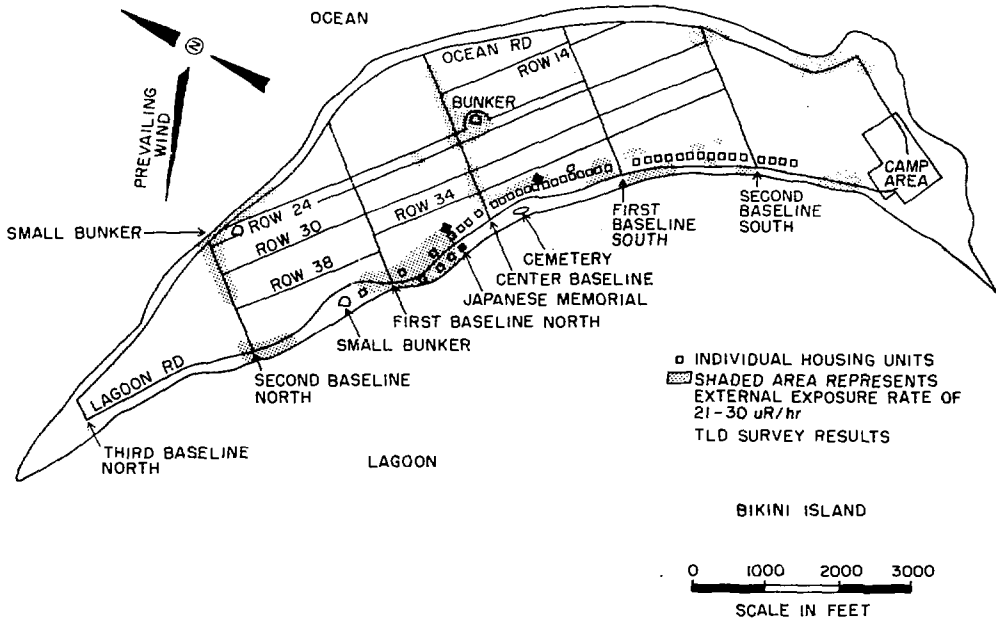 OCEAN
N
PREVAILING
WIND
OCEAN RD
ROW 14
BUNKER
SMALL BUNKER
ROW 24
ROW 30
ROW 34
ROW 38
CAMP
AREA
SECOND
BASELINE
SOUTH
FIRST
BASELINE
SOUTH
CEMETERY
CENTER BASELINE
JAPANESE MEMORIAL
FIRST BASELINE NORTH
SMALL BUNKER
SECOND BASELINE
NORTH
LAGOON RD
THIRD BASELINE
NORTH
LAGOON
INDIVIDUAL HOUSING UNITS
SHADED AREA REPRESENTS
EXTERNAL EXPOSURE RATE OF
21-30 uR/hr
TLD SURVEY RESULTS
BIKINI ISLAND
0 1000 2000 3000
SCALE IN FEET